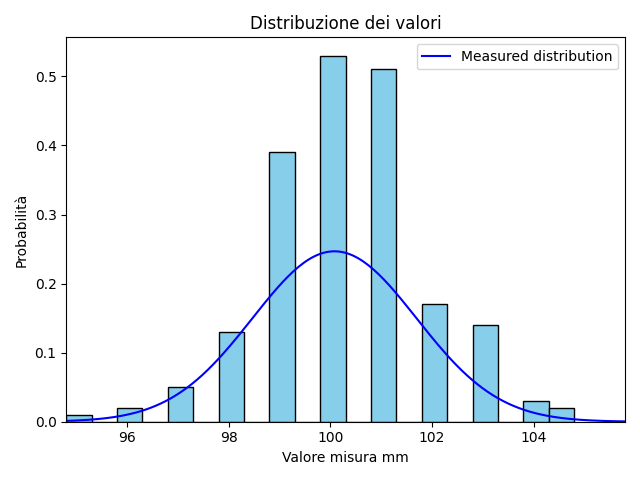 Distribuzione dei valori
Measured distribution
Probabilità
0.5
0.4
0.3
0.2
0.1
0.0
96 98 100 102 104
Valore misura mm